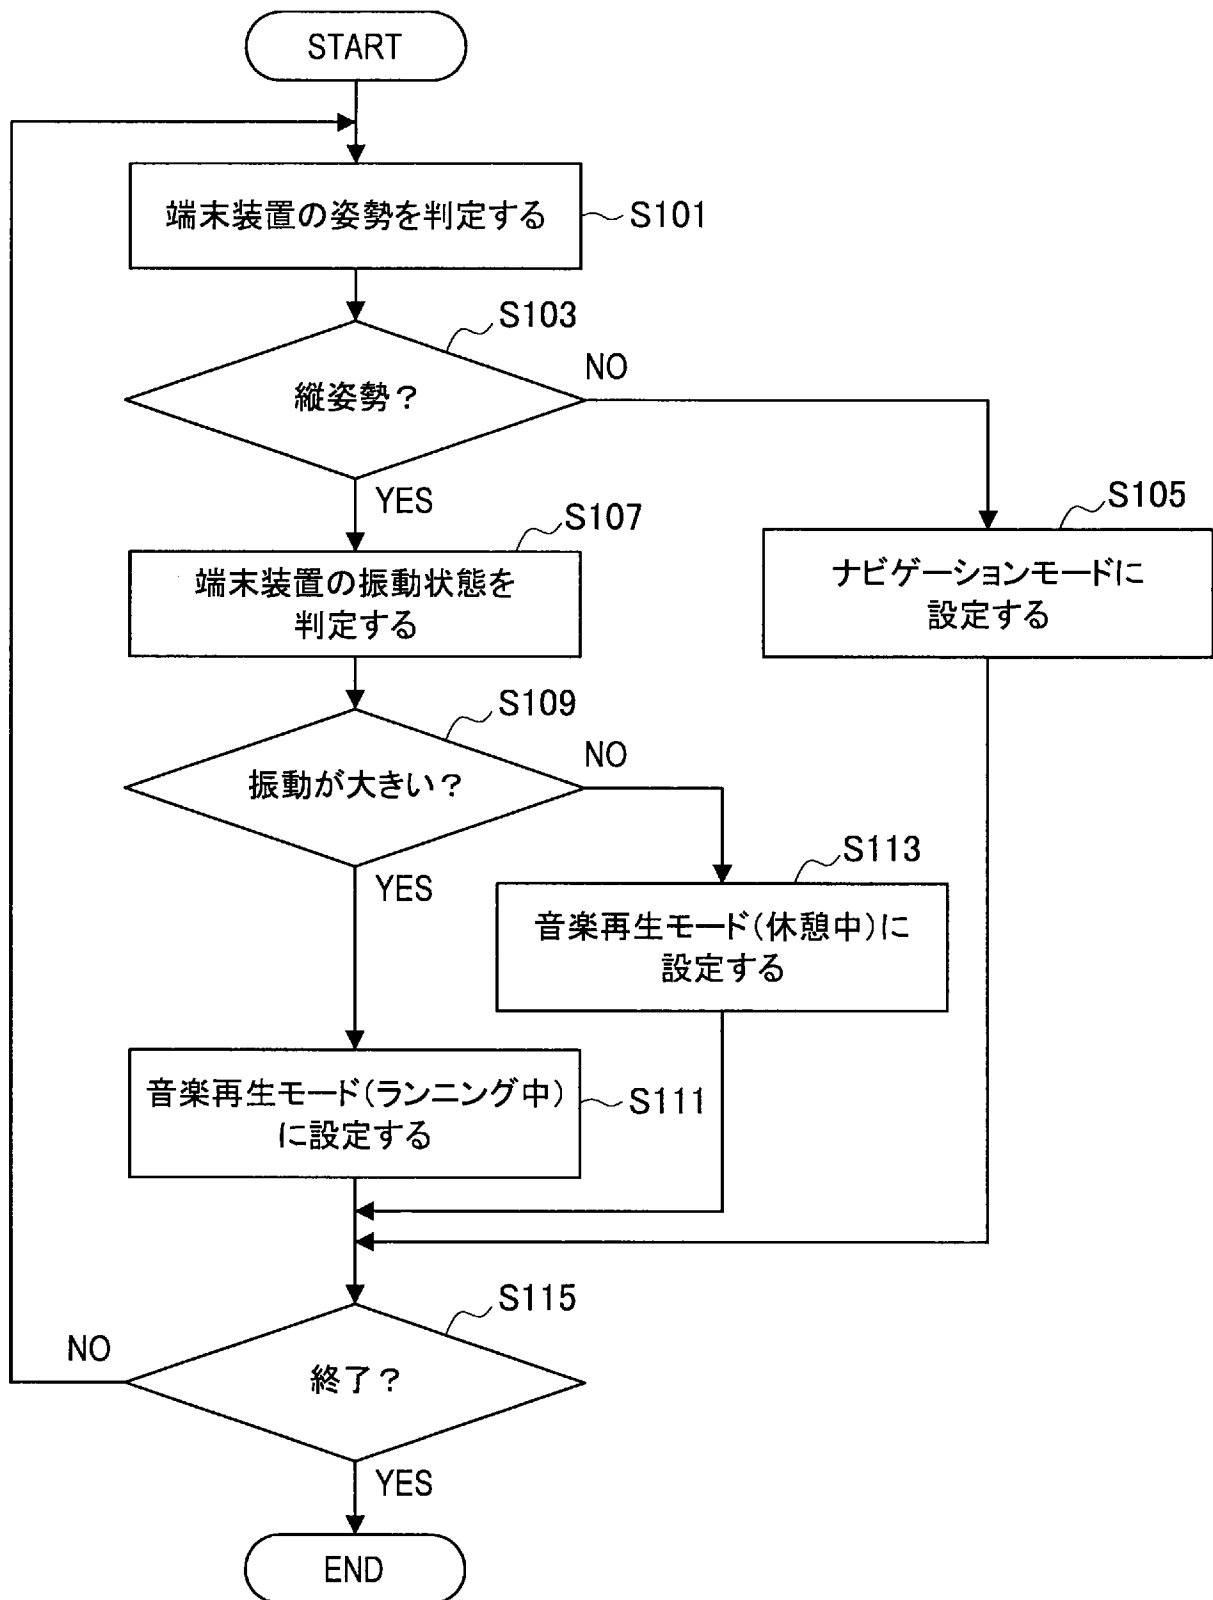 START
端末装置の姿勢を判定する
S101
S103
縦姿勢？
NO
YES
S105
ナビゲーションモードに
設定する
S107
端末装置の振動状態を
判定する
S109
振動が大きい？
NO
YES
S113
音楽再生モード(休憩中)に
設定する
音楽再生モード(ランニング中)
に設定する
S111
S115
NO
終了？
YES
END